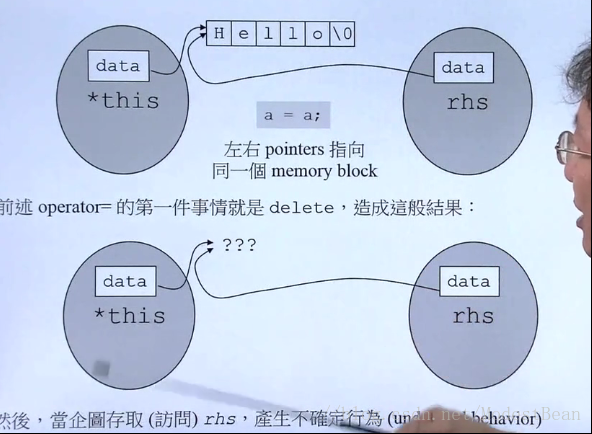 H e l l o \0
data
data
*this
rhs
a = a;
左右 pointers 指向
同一個 memory block
前述 operator= 的第一件事情就是 delete，造成這般結果：
???
data
data
*this
rhs
然後，當企圖存取 (訪問) rhs，產生不確定行為 (und behavior)